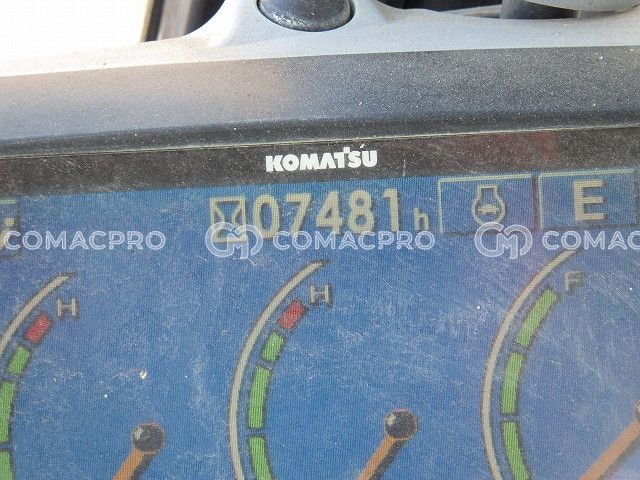 KOMATSU
07481h
E
COMACPRO COMACPRO COMACPRO
H H F